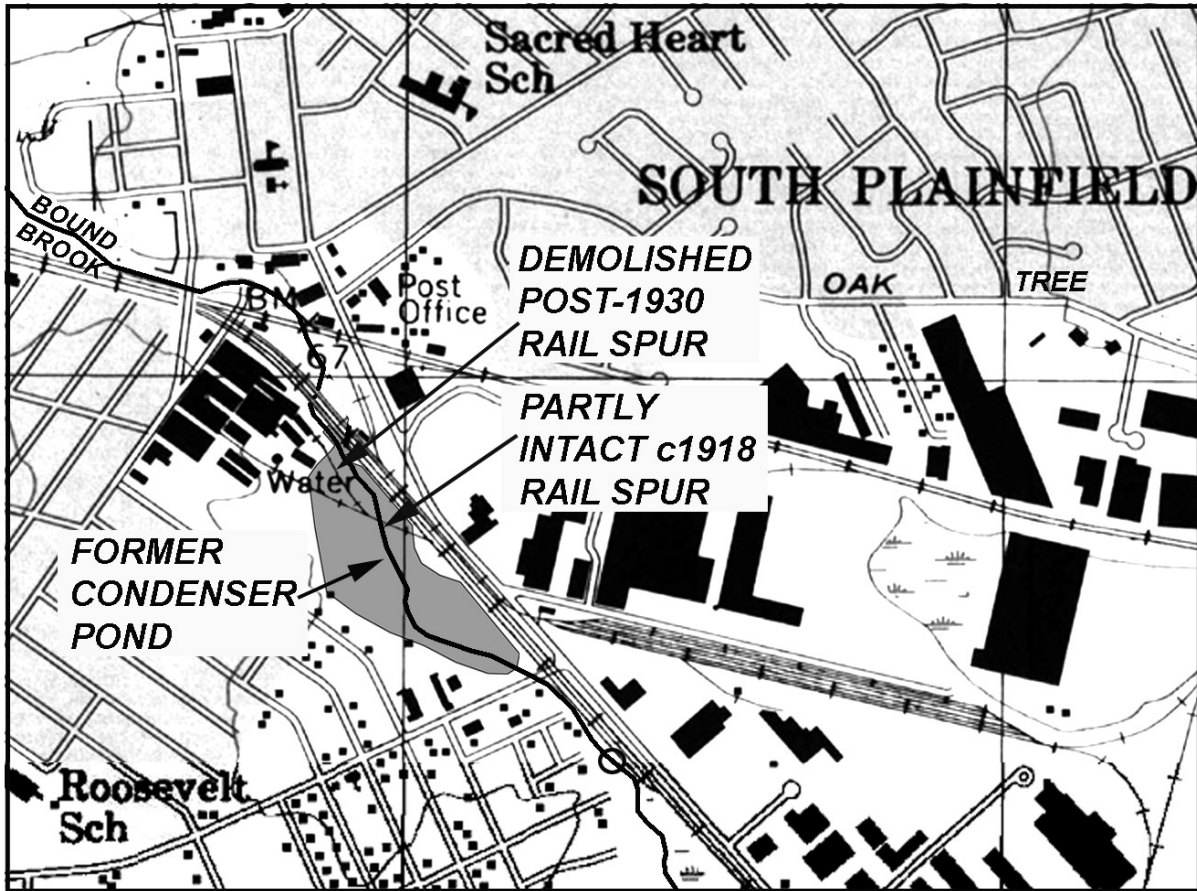 Sacred Heart
Sch
SOUTH PLAINFIELD
BOUND
BROOK
DEMOLISHED
POST-1930
RAIL SPUR
OAK TREE
BM
67
Post
Office
PARTLY
INTACT c1918
RAIL SPUR
Water
FORMER
CONDENSER
POND
Roosevelt
Sch